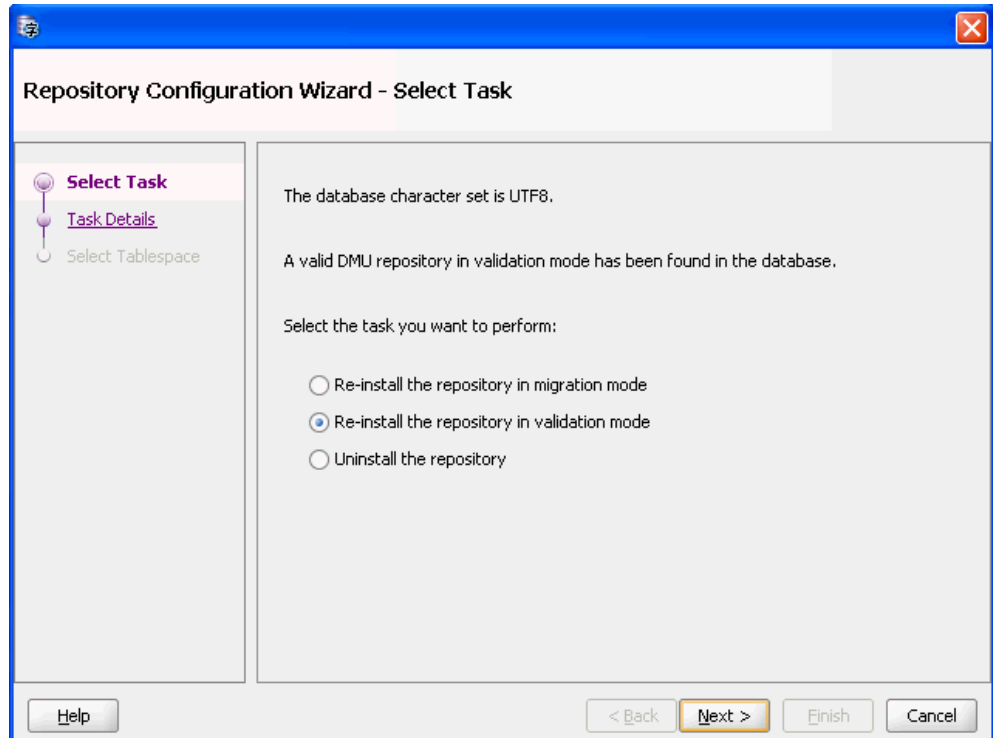 字
Repository Configuration Wizard - Select Task
Select Task
Task Details
Select Tablespace
The database character set is UTF8.
A valid DMU repository in validation mode has been found in the database.
Select the task you want to perform:
Re-install the repository in migration mode
Re-install the repository in validation mode
Uninstall the repository
Help
< Back
Next >
Finish
Cancel